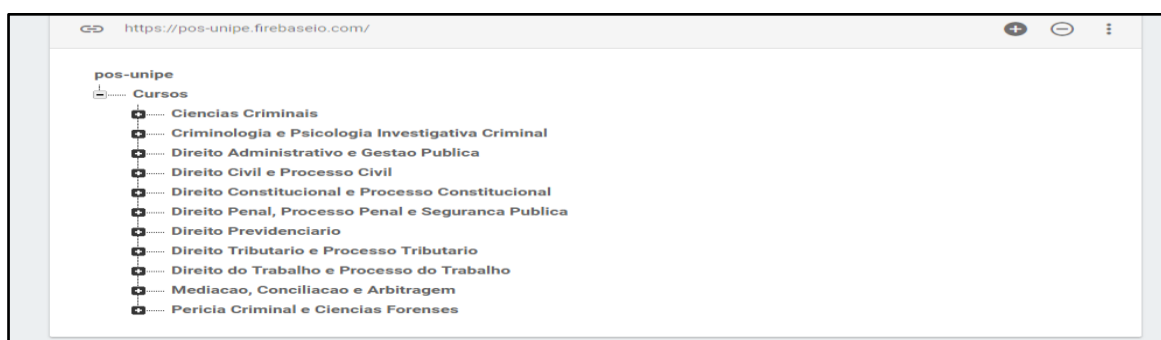 https://pos-unipe.firebaseio.com/
pos-unipe
Cursos
Ciencias Criminais
Criminologia e Psicologia Investigativa Criminal
Direito Administrativo e Gestao Publica
Direito Civil e Processo Civil
Direito Constitucional e Processo Constitucional
Direito Penal, Processo Penal e Seguranca Publica
Direito Previdenciario
Direito Tributario e Processo Tributario
Direito do Trabalho e Processo do Trabalho
Mediacao, Conciliacao e Arbitragem
Pericia Criminal e Ciencias Forenses